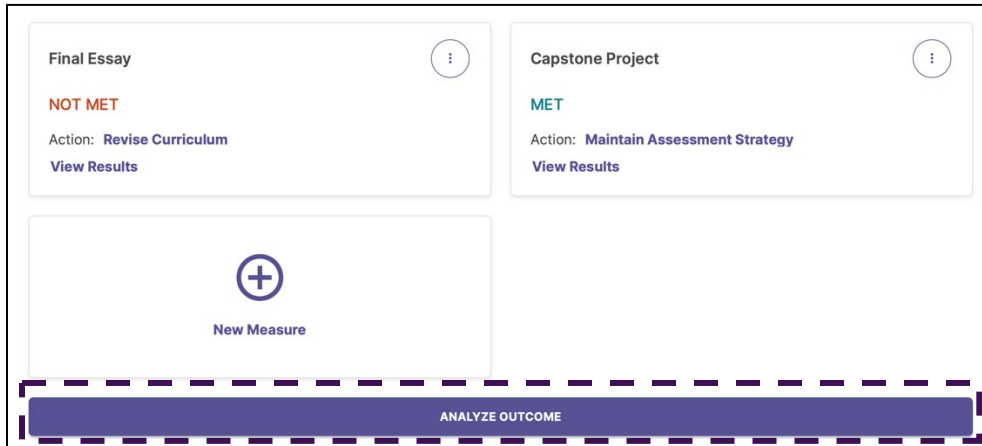 Final Essay
NOT MET
Action: Revise Curriculum
View Results
Capstone Project
MET
Action: Maintain Assessment Strategy
View Results
New Measure
ANALYZE OUTCOME